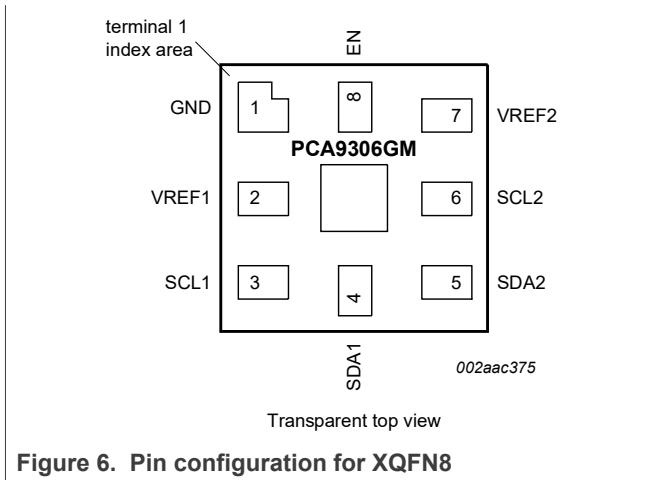 terminal 1
index area
EN
GND
1
8
7
VREF2
PCA9306GM
VREF1
2
6
SCL2
SCL1
3
4
5
SDA2
SDA1
002aac375
Transparent top view
Figure 6. Pin configuration for XQFN8